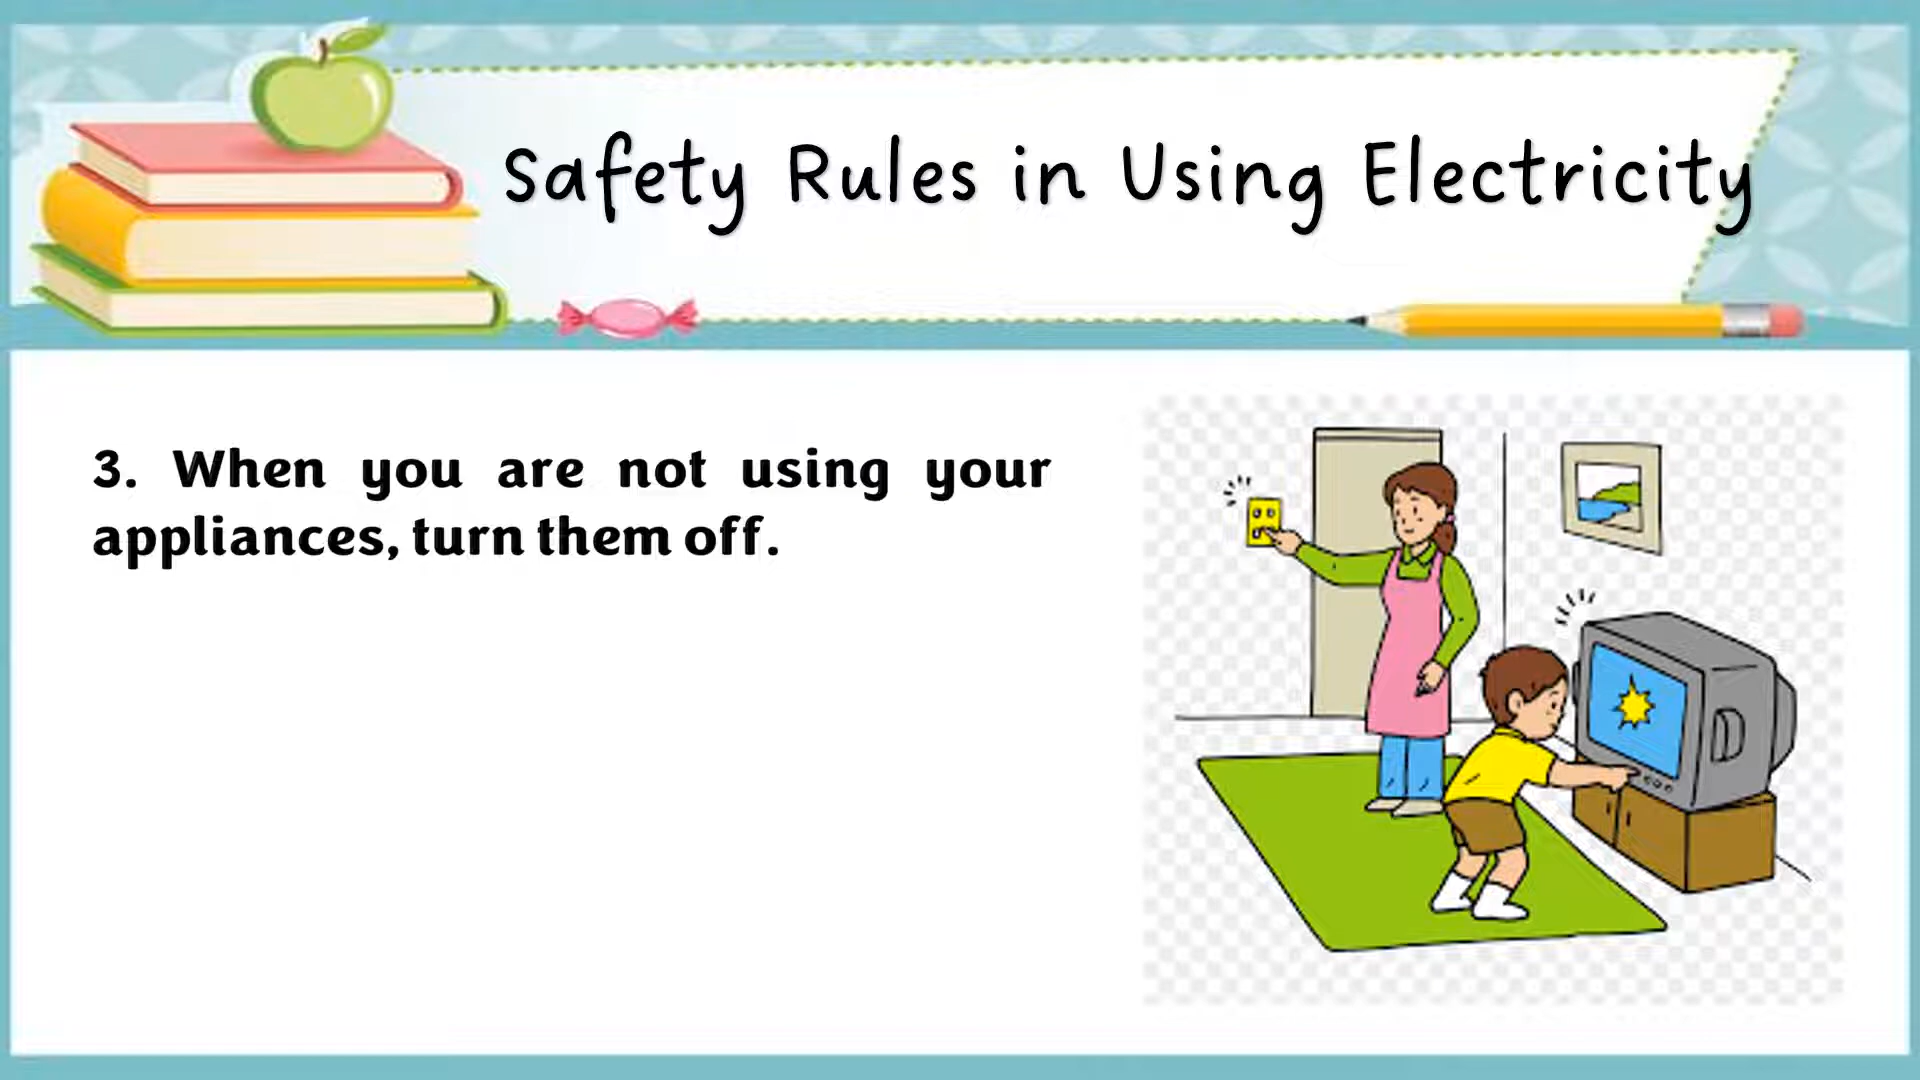 Safety Rules in Using Electricity
3. When you are not using your
appliances, turn them off.